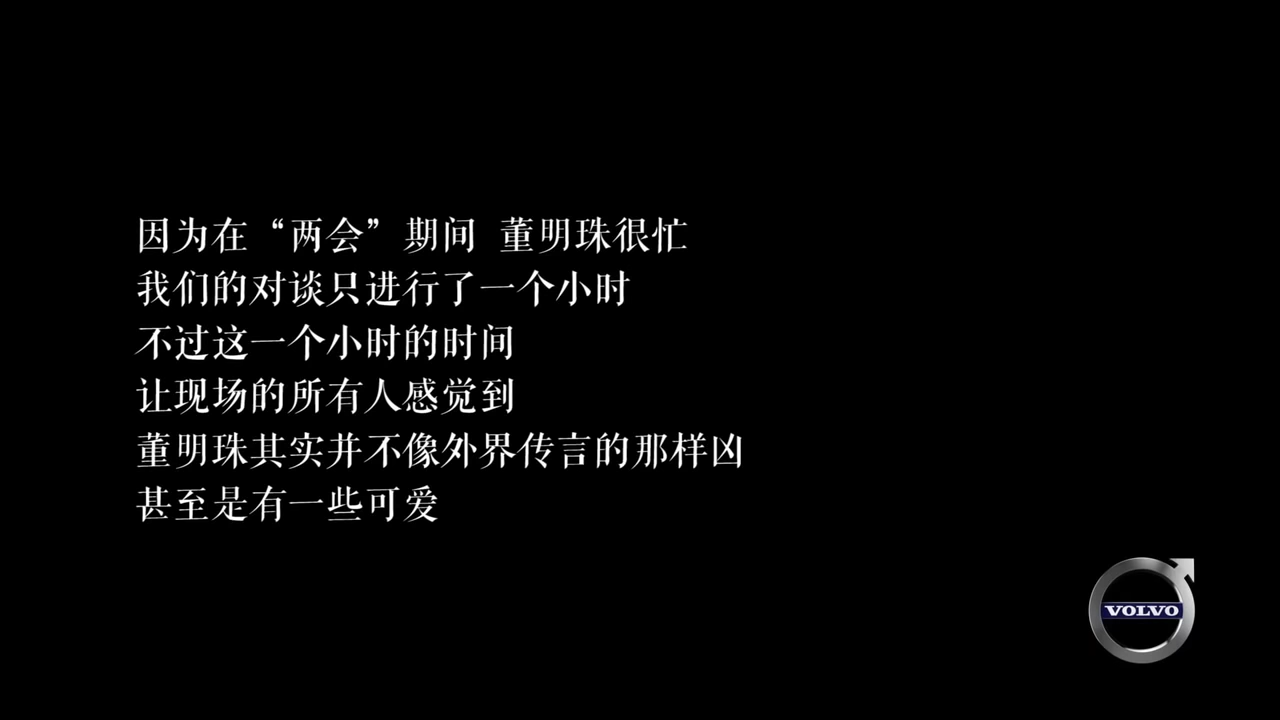 因为在“两会”期间 董明珠很忙
我们的对谈只进行了一个小时
不过这一个小时的时间
让现场的所有人感觉到
董明珠其实并不像外界传言的那样凶
甚至是有一些可爱
VOLVO